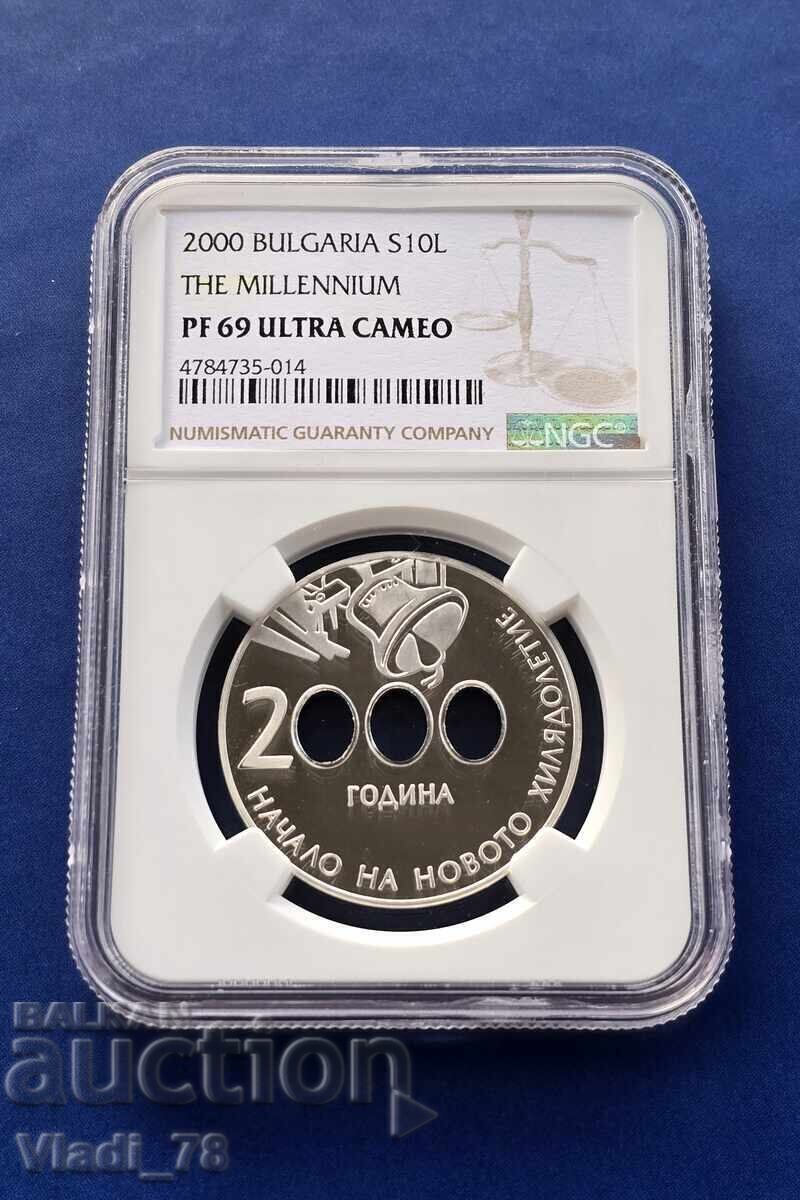 2000 BULGARIA S10L
THE MILLENNIUM
PF 69 ULTRA CAMEO
4784735-014
NUMISMATIC GUARANTY COMPANY
NGC®
2000
ГОДИНА
НАЧАЛО НА НОВОТО ХИЛЯДОЛЕТИЕ
BALKAN
auction
Vladi_78